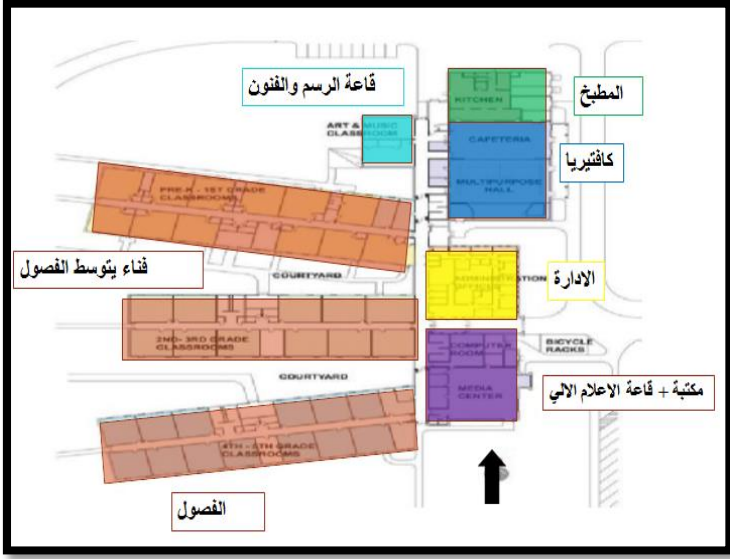 قاعة الرسم والفنون
المطبخ
KITCHEN
ART & MUSIC
CLASSROOM
CAFETERIA
كافتيريا
MULTIPURPOSE
HALL
PRE-K - 1ST GRADE
CLASSROOMS
فناء يتوسط الفصول
COURTYARD
ADMINISTRATION
الادارة
2ND- 3RD GRADE
CLASSROOMS
COMPUTER
ROOM
BICYCLE
RACKS
COURTYARD
MEDIA
CENTER
مكتبة + قاعة الاعلام الالي
4TH - 5TH GRADE
CLASSROOMS
الفصول